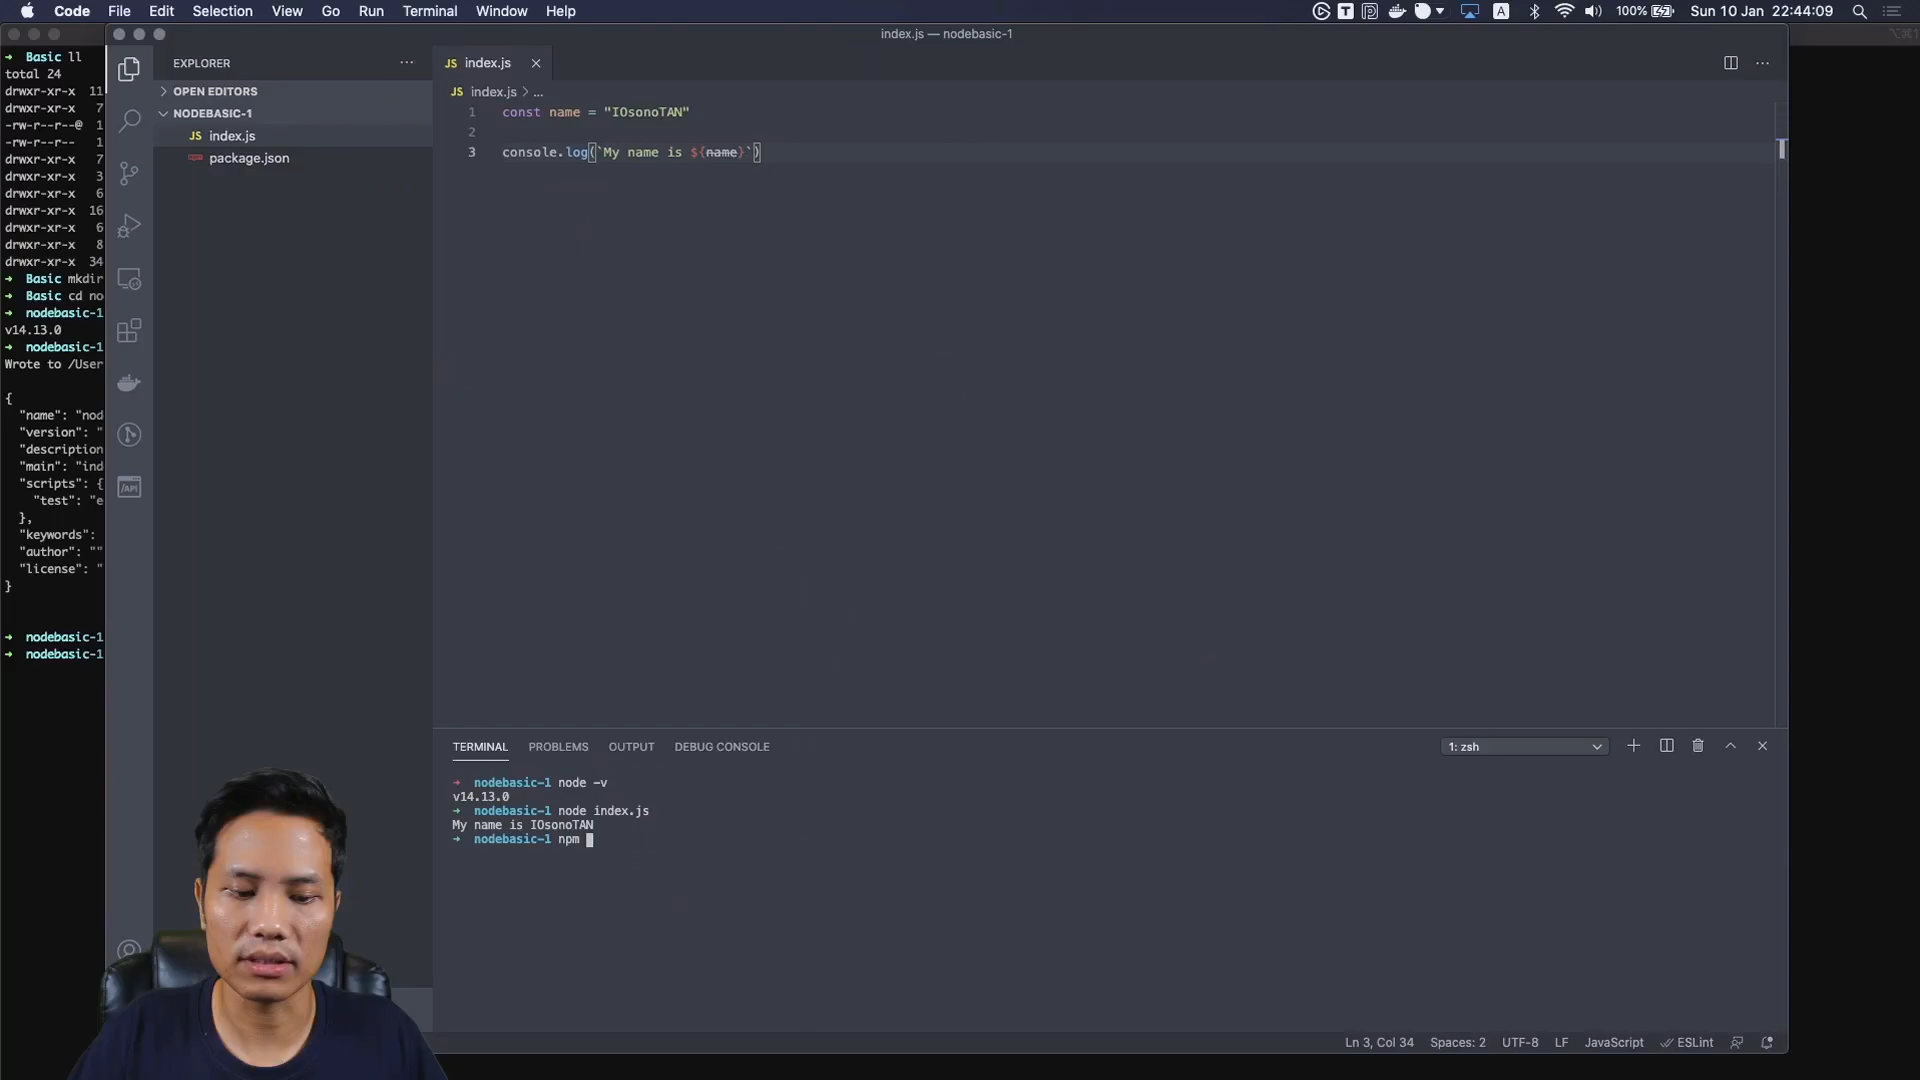 Code File Edit Selection View Go Run Terminal Window Help
100% Sun 10 Jan 22:44:09
index.js — nodebasic-1
⌥⌘1
➜ Basic ll
total 24
drwxr-xr-x 11
drwxr-xr-x 7
-rw-r--r--@ 1
-rw-r--r-- 1
drwxr-xr-x 7
drwxr-xr-x 3
drwxr-xr-x 6
drwxr-xr-x 16
drwxr-xr-x 6
drwxr-xr-x 8
drwxr-xr-x 34
➜ Basic mkdir
➜ Basic cd no
➜ nodebasic-1
v14.13.0
➜ nodebasic-1
Wrote to /User
{
"name": "nod
"version": "
"description
"main": "ind
"scripts": {
"test": "e
},
"keywords":
"author": ""
"license": "
}
➜ nodebasic-1
➜ nodebasic-1
EXPLORER ...
OPEN EDITORS
NODEBASIC-1
JS index.js
package.json
/API
JS index.js
JS index.js > ...
1 const name = "IOsonoTAN"
2
3 console.log(`My name is ${name}`)
TERMINAL PROBLEMS OUTPUT DEBUG CONSOLE
1: zsh
➜ nodebasic-1 node -v
v14.13.0
➜ nodebasic-1 node index.js
My name is IOsonoTAN
➜ nodebasic-1 npm
Ln 3, Col 34 Spaces: 2 UTF-8 LF JavaScript ESLint